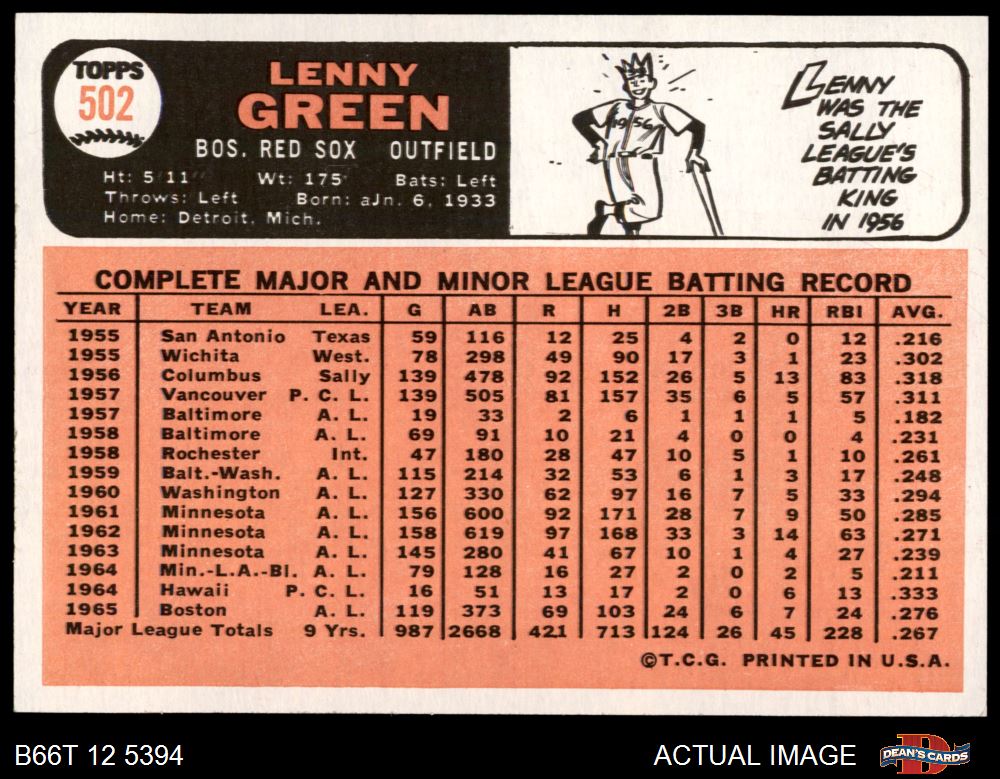 TOPPS
502
LENNY
GREEN
BOS. RED SOX OUTFIELD
Ht: 5'11" Wt: 175 Bats: Left
Throws: Left Born: aJn. 6, 1933
Home: Detroit, Mich.
1956
LENNY
WAS THE
SALLY
LEAGUE'S
BATTING
KING
IN 1956
COMPLETE MAJOR AND MINOR LEAGUE BATTING RECORD
YEAR TEAM LEA. G AB R H 2B 3B HR RBI AVG.
1955 San Antonio Texas 59 116 12 25 4 2 0 12 .216
1955 Wichita West. 78 298 49 90 17 3 1 23 .302
1956 Columbus Sally 139 478 92 152 26 5 13 83 .318
1957 Vancouver P. C. L. 139 505 81 157 35 6 5 57 .311
1957 Baltimore A. L. 19 33 2 6 1 1 1 5 .182
1958 Baltimore A. L. 69 91 10 21 4 0 0 4 .231
1958 Rochester Int. 47 180 28 47 10 5 1 10 .261
1959 Balt.-Wash. A. L. 115 214 32 53 6 1 3 17 .248
1960 Washington A. L. 127 330 62 97 16 7 5 33 .294
1961 Minnesota A. L. 156 600 92 171 28 7 9 50 .285
1962 Minnesota A. L. 158 619 97 168 33 3 14 63 .271
1963 Minnesota A. L. 145 280 41 67 10 1 4 27 .239
1964 Min.-L.A.-Bl. A. L. 79 128 16 27 2 0 2 5 .211
1964 Hawaii P. C. L. 16 51 13 17 2 0 6 13 .333
1965 Boston A. L. 119 373 69 103 24 6 7 24 .276
Major League Totals 9 Yrs. 987 2668 421 713 124 26 45 228 .267
©T.C.G. PRINTED IN U.S.A.
B66T 12 5394 ACTUAL IMAGE DEAN'S CARDS